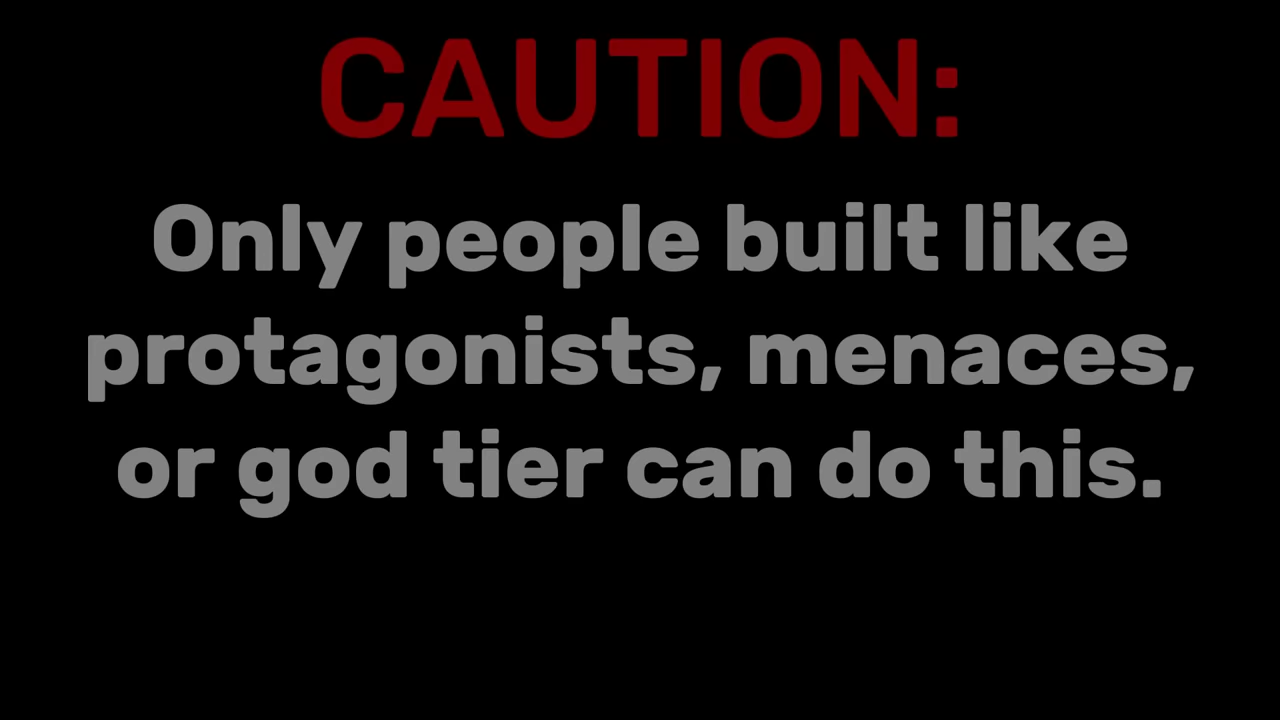 CAUTION:
Only people built like
protagonists, menaces,
or god tier can do this.